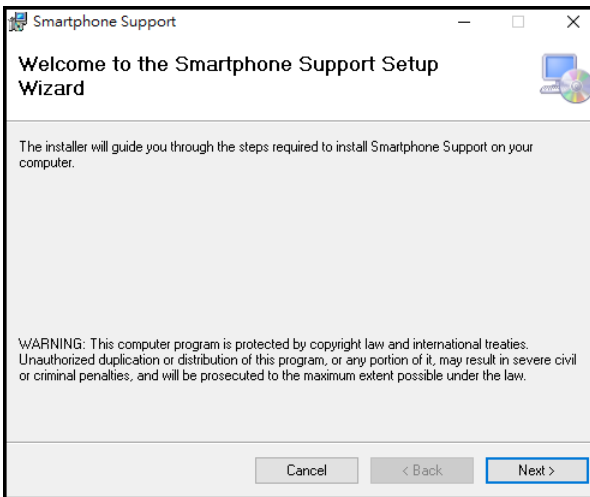 Smartphone Support
Welcome to the Smartphone Support Setup
Wizard
The installer will guide you through the steps required to install Smartphone Support on your
computer.
WARNING: This computer program is protected by copyright law and international treaties.
Unauthorized duplication or distribution of this program, or any portion of it, may result in severe civil
or criminal penalties, and will be prosecuted to the maximum extent possible under the law.
Cancel < Back Next >